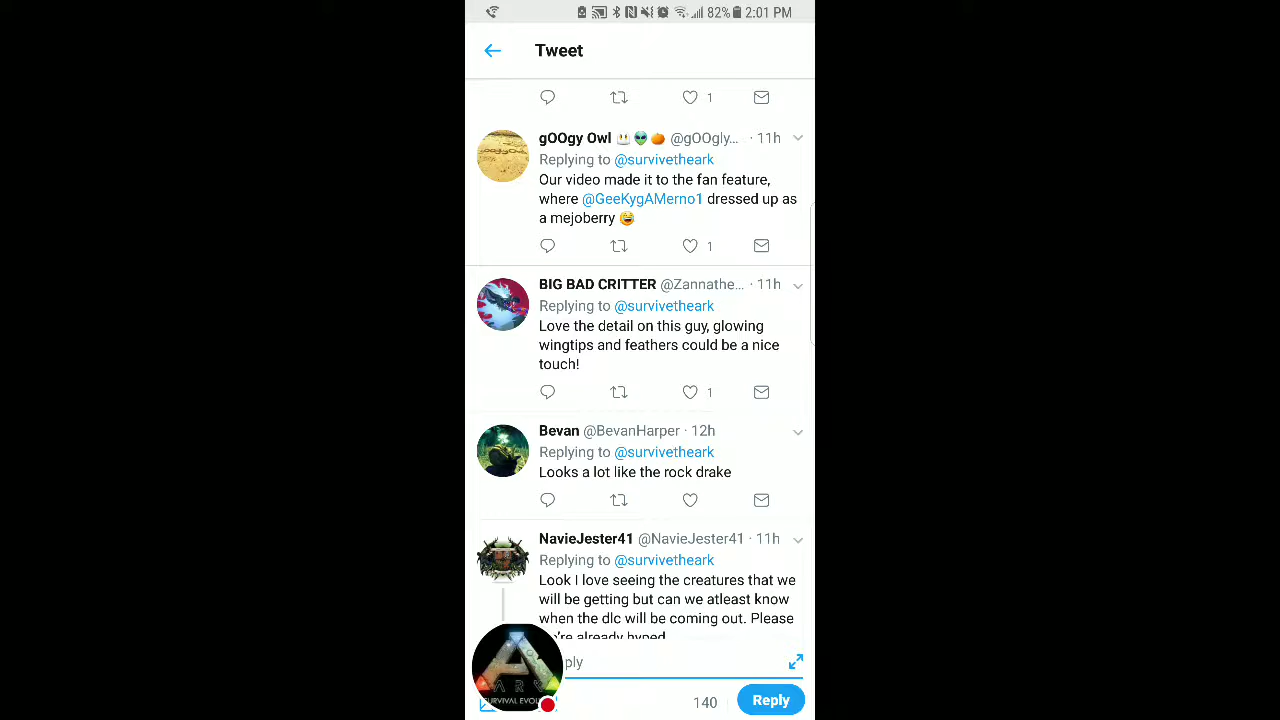 82% 2:01 PM
Tweet
1
gOOgy Owl @gOOgly... · 11h
Replying to @survivetheark
Our video made it to the fan feature,
where @GeeKygAMerno1 dressed up as
a mejoberry
1
BIG BAD CRITTER @Zannathe... · 11h
Replying to @survivetheark
Love the detail on this guy, glowing
wingtips and feathers could be a nice
touch!
1
Bevan @BevanHarper · 12h
Replying to @survivetheark
Looks a lot like the rock drake
NavieJester41 @NavieJester41 · 11h
Replying to @survivetheark
Look I love seeing the creatures that we
will be getting but can we atleast know
when the dlc will be coming out. Please
already hyped
ply
ARK
140 Reply